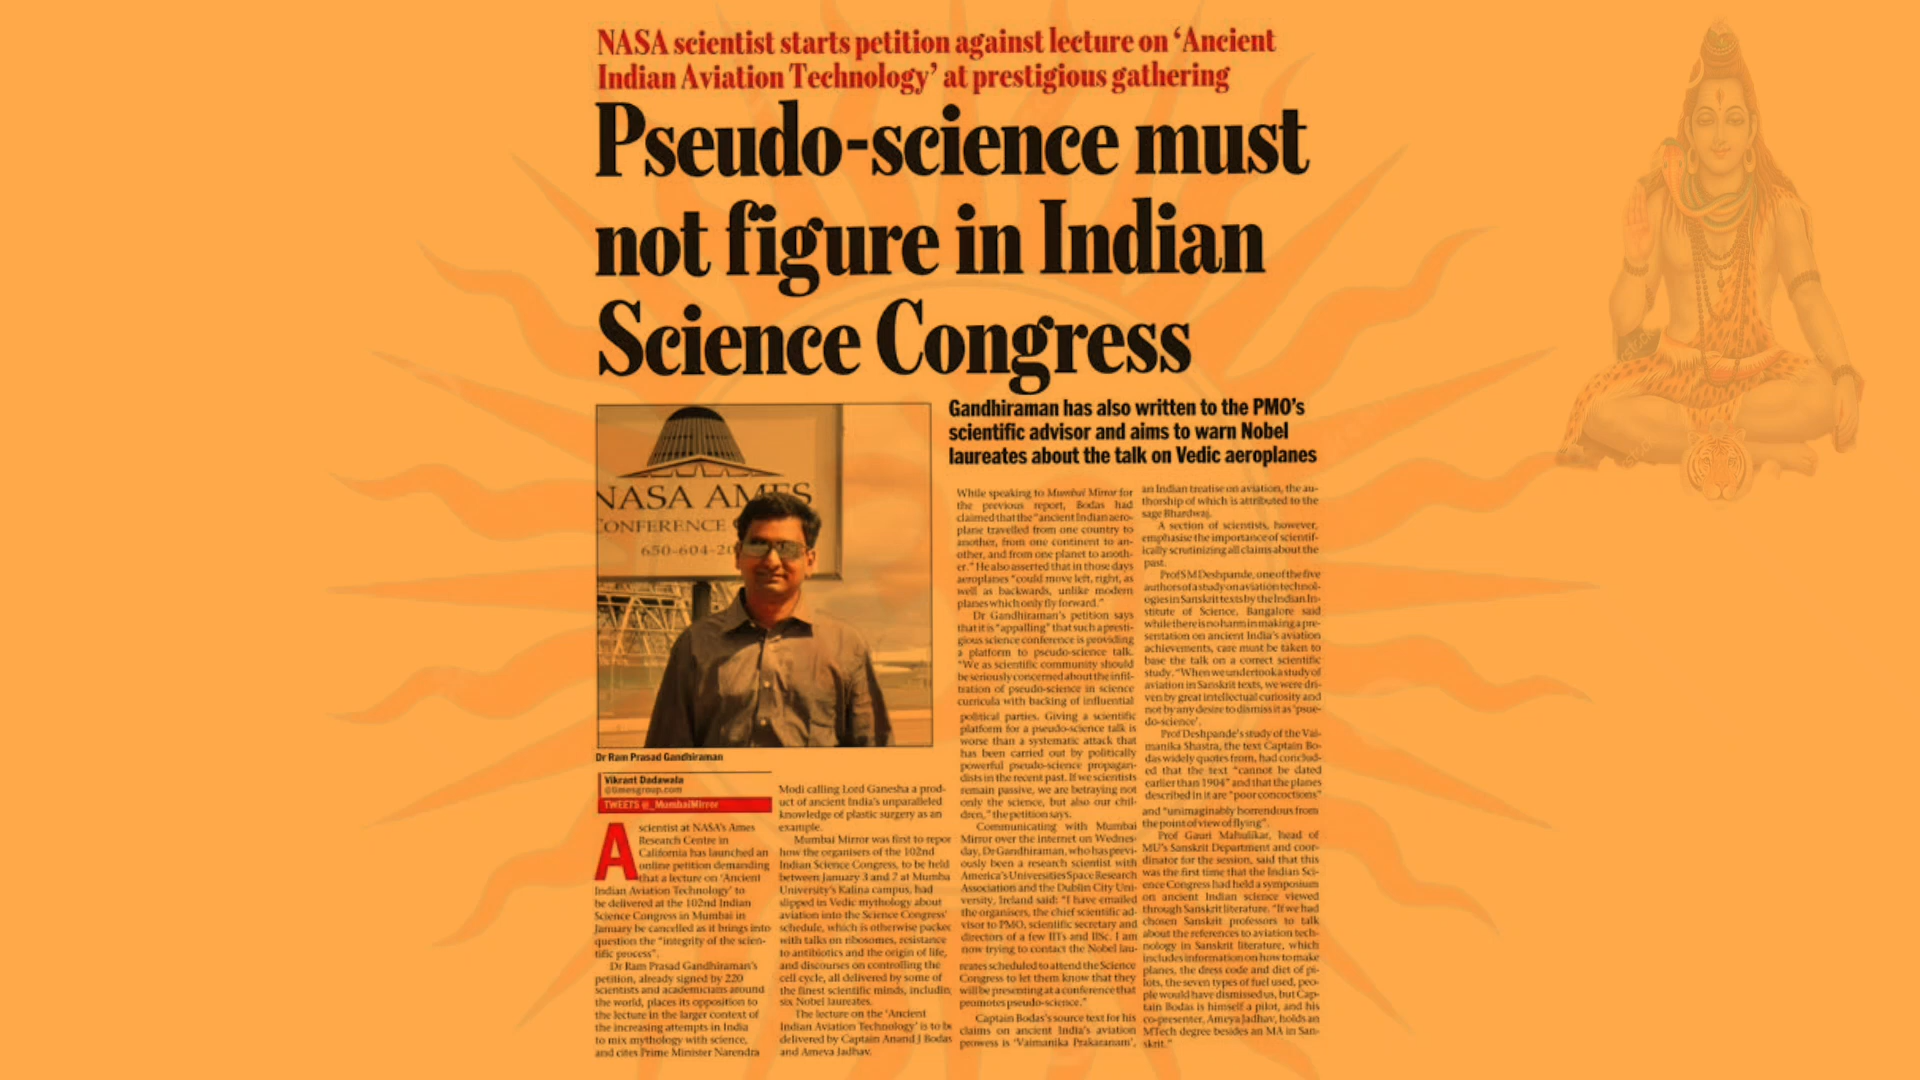 NASA scientist starts petition against lecture on ‘Ancient
Indian Aviation Technology’ at prestigious gathering
Pseudo-science must
not figure in Indian
Science Congress
Gandhiraman has also written to the PMO’s
scientific advisor and aims to warn Nobel
laureates about the talk on Vedic aeroplanes
NASA AMES
CONFERENCE
650-604-20
Dr Ram Prasad Gandhiraman
Vikrant Dadawala
@timesgroup.com
TWEETS @_MumbaiMirror
A scientist at NASA's Ames
Research Centre in
California has launched an
online petition demanding
that a lecture on 'Ancient
Indian Aviation Technology' to
be delivered at the 102nd Indian
Science Congress in Mumbai in
January be cancelled as it brings into
question the "integrity of the scien-
tific process".
Dr Ram Prasad Gandhiraman's
petition, already signed by 220
scientists and academicians around
the world, places its opposition to
the lecture in the larger context of
the increasing attempts in India
to mix mythology with science,
and cites Prime Minister Narendra
Modi calling Lord Ganesha a prod-
uct of ancient India's unparalleled
knowledge of plastic surgery as an
example.
Mumbai Mirror was first to repor
how the organisers of the 102nd
Indian Science Congress, to be held
between January 3 and 7 at Mumba
University's Kalina campus, had
slipped in Vedic mythology about
aviation into the Science Congress'
schedule, which is otherwise packed
with talks on ribosomes, resistance
to antibiotics and the origin of life,
and discourses on controlling the
cell cycle, all delivered by some of
the finest scientific minds, includin
six Nobel laureates.
The lecture on the 'Ancient
Indian Aviation Technology' is to be
delivered by Captain Anand J Bodas
and Ameya Jadhav.
While speaking to Mumbai Mirror for
the previous report, Bodas had
claimed that the "ancient Indian aero-
plane travelled from one country to
another, from one continent to an-
other, and from one planet to anoth-
er." He also asserted that in those days
aeroplanes "could move left, right, as
well as backwards, unlike modern
planes which only fly forward."
Dr Gandhiraman's petition says
that it is "appalling" that such a presti-
gious science conference is providing
a platform to pseudo-science talk.
"We as scientific community should
be seriously concerned about the infil-
tration of pseudo-science in science
curricula with backing of influential
political parties. Giving a scientific
platform for a pseudo-science talk is
worse than a systematic attack that
has been carried out by politically
powerful pseudo-science propagan-
dists in the recent past. If we scientists
remain passive, we are betraying not
only the science, but also our chil-
dren," the petition says.
Communicating with Mumbai
Mirror over the internet on Wednes-
day, Dr Gandhiraman, who has previ-
ously been a research scientist with
America's Universities Space Research
Association and the Dublin City Uni-
versity, Ireland said: "I have emailed
the organisers, the chief scientific ad-
visor to PMO, scientific secretary and
directors of a few IITs and IISc. I am
now trying to contact the Nobel lau-
reates scheduled to attend the Science
Congress to let them know that they
will be presenting at a conference that
promotes pseudo-science."
Captain Bodas's source text for his
claims on ancient India's aviation
prowess is 'Vaimanika Prakaranam',
an Indian treatise on aviation, the au-
thorship of which is attributed to the
sage Bhardwaj.
A section of scientists, however,
emphasise the importance of scientif-
ically scrutinizing all claims about the
past.
Prof S M Deshpande, one of the five
authors of a study on aviation technol-
ogies in Sanskrit texts by the Indian In-
stitute of Science, Bangalore said
while there is no harm in making a pre-
sentation on ancient India's aviation
achievements, care must be taken to
base the talk on a correct scientific
study. "When we undertook a study of
aviation in Sanskrit texts, we were dri-
ven by great intellectual curiosity and
not by any desire to dismiss it as 'psue-
do-science'.
Prof Deshpande's study of the Vai-
manika Shastra, the text Captain Bo-
das widely quotes from, had conclud-
ed that the text "cannot be dated
earlier than 1904" and that the planes
described in it are "poor concoctions"
and "unimaginably horrendous from
the point of view of flying".
Prof Gauri Mahulikar, head of
MU's Sanskrit Department and coor-
dinator for the session, said that this
was the first time that the Indian Sci-
ence Congress had held a symposium
on ancient Indian science viewed
through Sanskrit literature. "If we had
chosen Sanskrit professors to talk
about the references to aviation tech-
nology in Sanskrit literature, which
includes information on how to make
planes, the dress code and diet of pi-
lots, the seven types of fuel used, peo-
ple would have dismissed us, but Cap-
tain Bodas is himself a pilot, and his
co-presenter, Ameya Jadhav, holds an
MTech degree besides an MA in San-
skrit."